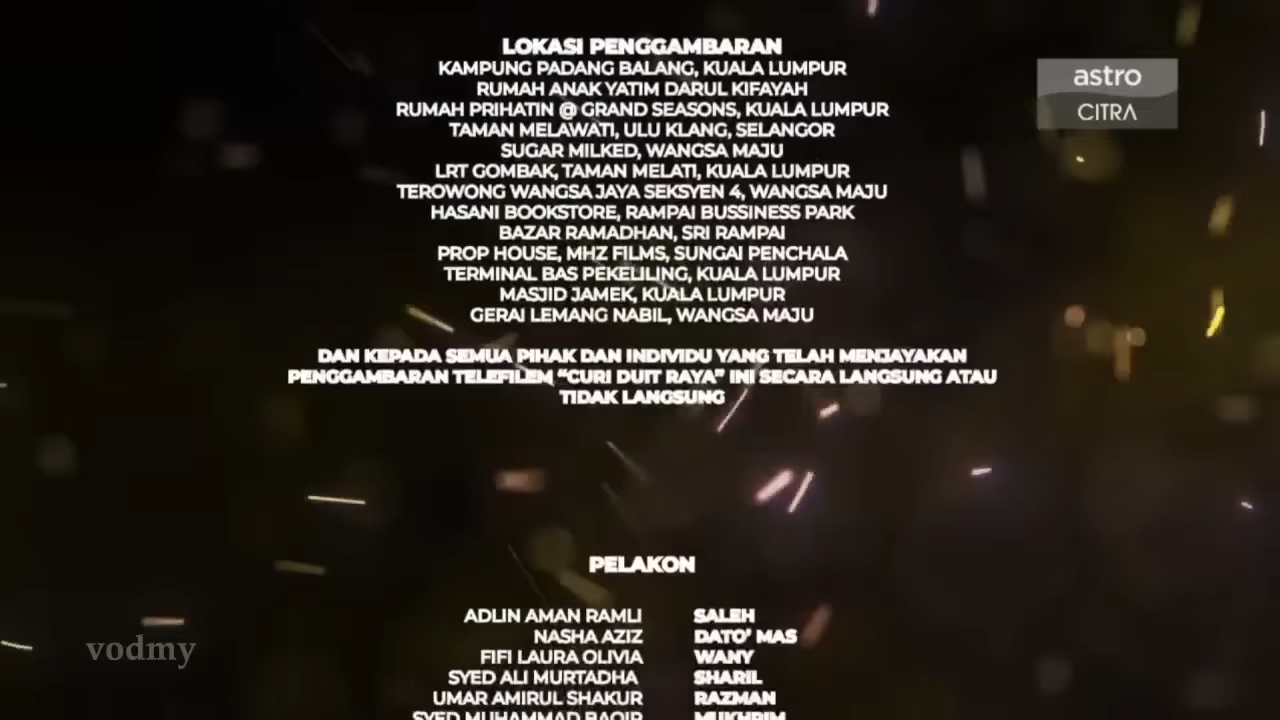 LOKASI PENGGAMBARAN
KAMPUNG PADANG BALANG, KUALA LUMPUR
RUMAH ANAK YATIM DARUL KIFAYAH
RUMAH PRIHATIN @ GRAND SEASONS, KUALA LUMPUR
TAMAN MELAWATI, ULU KLANG, SELANGOR
SUGAR MILKED, WANGSA MAJU
LRT GOMBAK, TAMAN MELATI, KUALA LUMPUR
TEROWONG WANGSA JAYA SEKSYEN 4, WANGSA MAJU
HASANI BOOKSTORE, RAMPAI BUSSINESS PARK
BAZAR RAMADHAN, SRI RAMPAI
PROP HOUSE, MHZ FILMS, SUNGAI PENCHALA
TERMINAL BAS PEKELILING, KUALA LUMPUR
MASJID JAMEK, KUALA LUMPUR
GERAI LEMANG NABIL, WANGSA MAJU
DAN KEPADA SEMUA PIHAK DAN INDIVIDU YANG TELAH MENJAYAKAN
PENGGAMBARAN TELEFILEM “CURI DUIT RAYA” INI SECARA LANGSUNG ATAU
TIDAK LANGSUNG
PELAKON
ADLIN AMAN RAMLI SALEH
NASHA AZIZ DATO' MAS
FIFI LAURA OLIVIA WANY
SYED ALI MURTADHA SHARIL
UMAR AMIRUL SHAKUR RAZMAN
SYED MUHAMMAD BAQIR MUKHRIM
astro
CITRA
vodmy